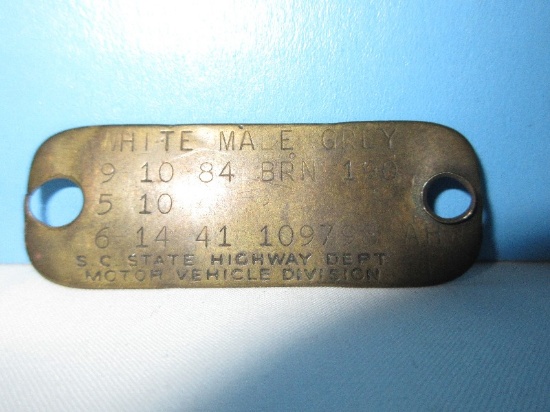 WHITE MALE GREY
9 10 84 BRN
5 10
6 14 41 1097
S.C. STATE HIGHWAY DEPT
MOTOR VEHICLE DIVISION